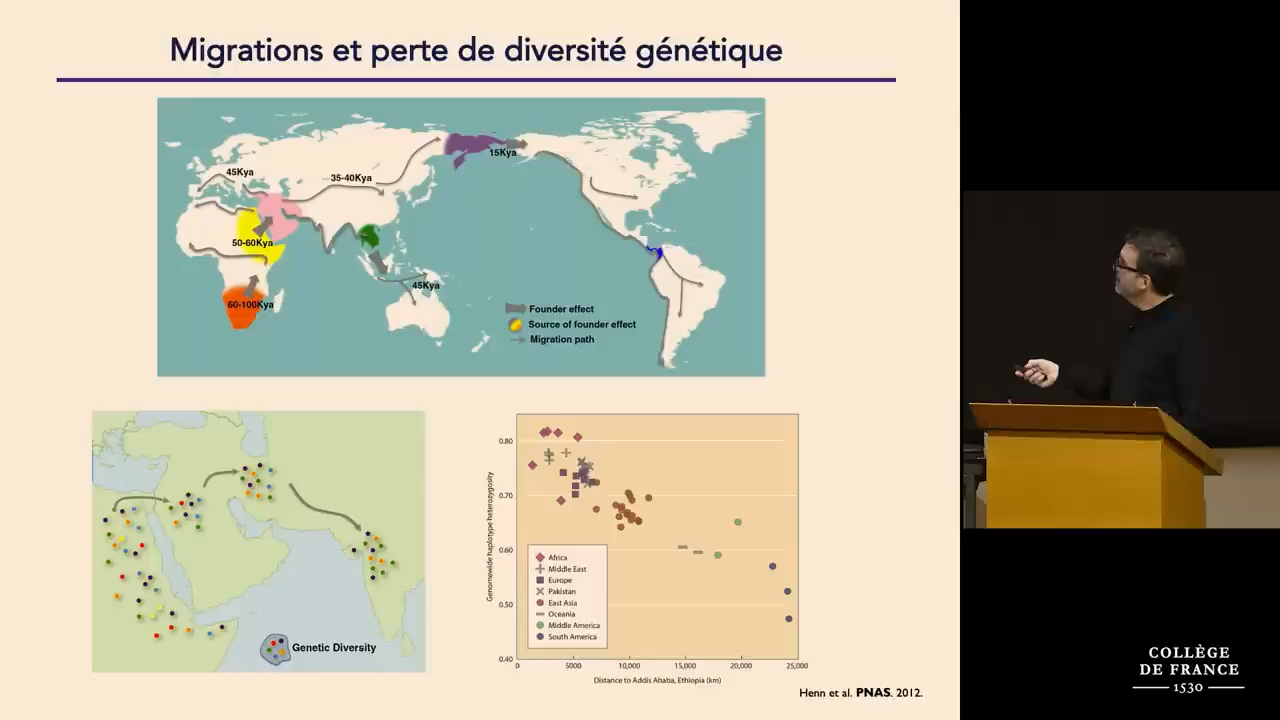 Migrations et perte de diversité génétique
45Kya
35-40Kya
15Kya
50-60Kya
60-100Kya
45Kya
Founder effect
Source of founder effect
Migration path
Genetic Diversity
Genomewide haplotype heterozygosity
0.80
0.70
0.60
0.50
0.40
Africa
Middle East
Europe
Pakistan
East Asia
Oceania
Middle America
South America
0
5000
10,000
15,000
20,000
25,000
Distance to Addis Ababa, Ethiopia (km)
Henn et al. PNAS. 2012.
COLLÈGE
DE FRANCE
1530